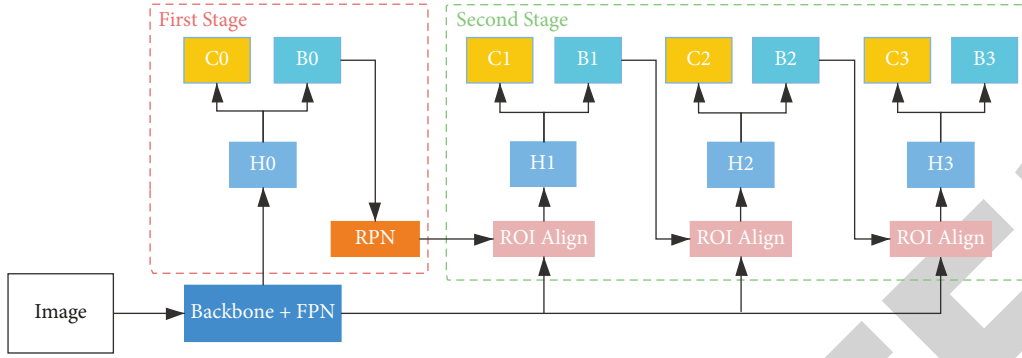 First Stage
Second Stage
C0
B0
C1
B1
C2
B2
C3
B3
H0
H1
H2
H3
RPN
ROI Align
ROI Align
ROI Align
Image
Backbone + FPN